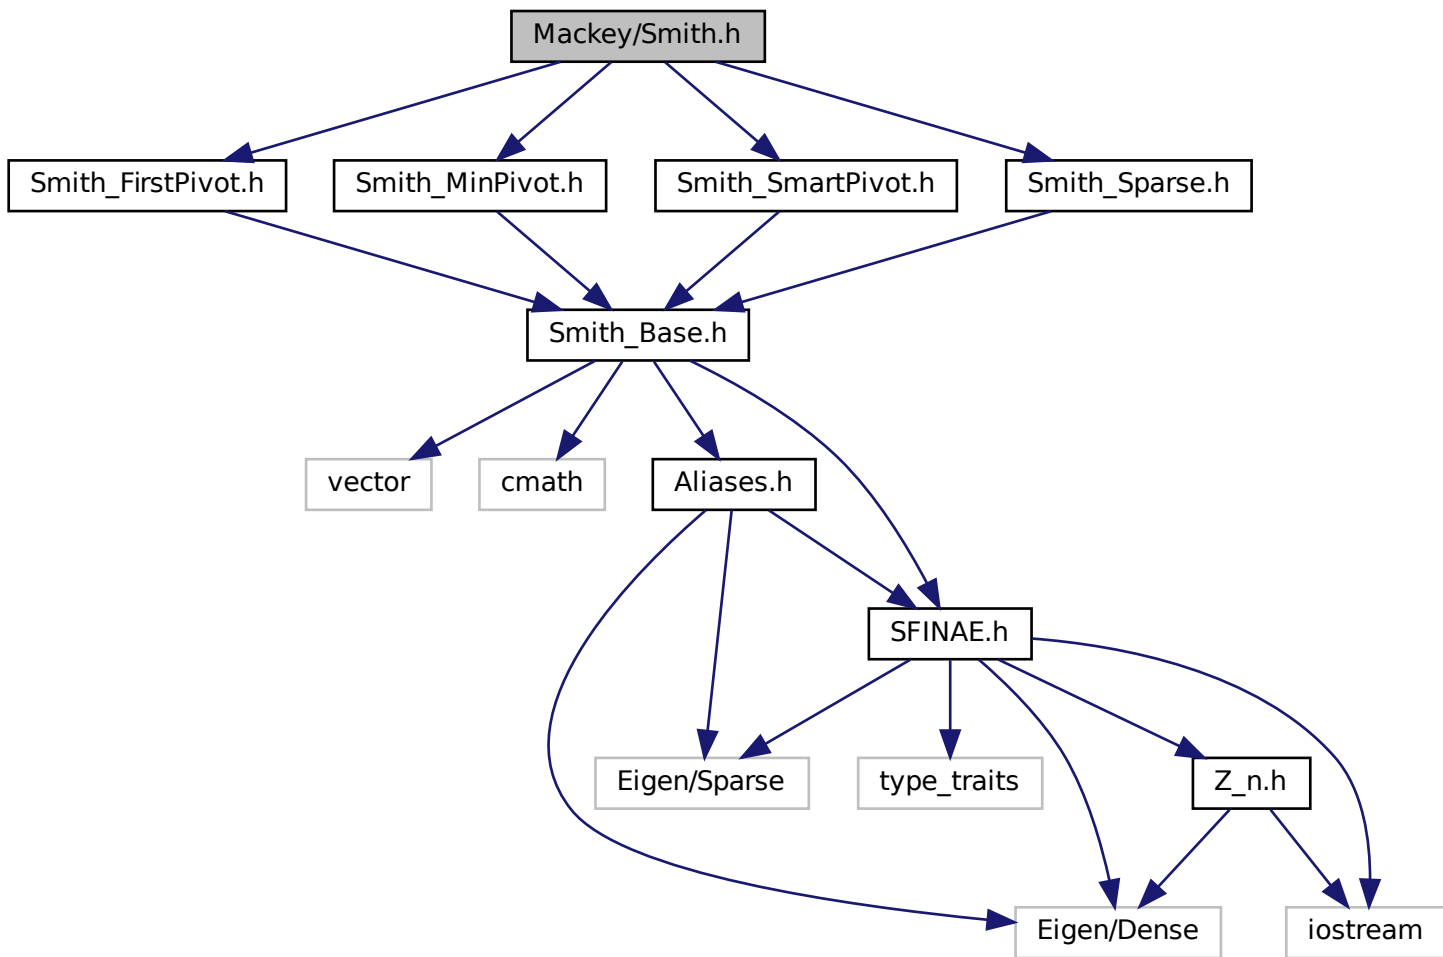 Mackey/Smith.h
Smith_FirstPivot.h
Smith_MinPivot.h
Smith_SmartPivot.h
Smith_Sparse.h
Smith_Base.h
vector
cmath
Aliases.h
SFINAE.h
Eigen/Sparse
type_traits
Z_n.h
Eigen/Dense
iostream